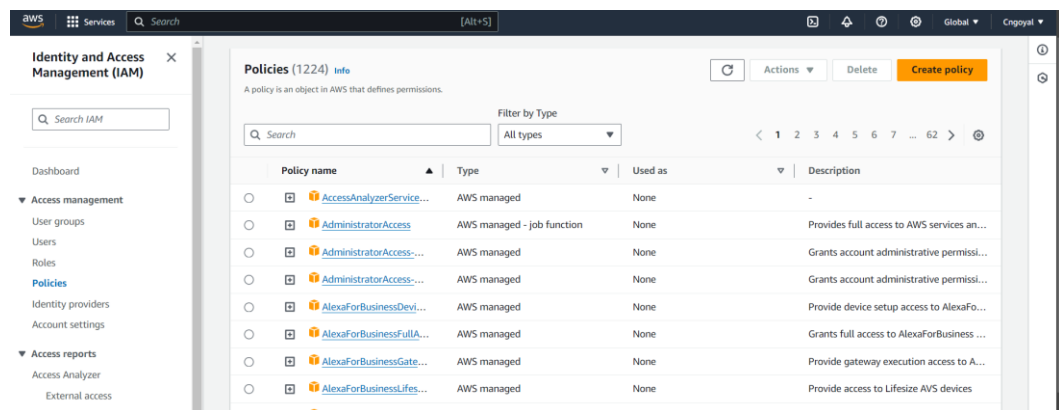 aws Services Search [Alt+S] Global ▼ Cngoyal ▼
Identity and Access
Management (IAM)
Search IAM
Dashboard
Access management
User groups
Users
Roles
Policies
Identity providers
Account settings
Access reports
Access Analyzer
External access
Policies (1224) Info
Actions ▼ Delete Create policy
A policy is an object in AWS that defines permissions.
Filter by Type
Search All types ▼ < 1 2 3 4 5 6 7 ... 62 >
Policy name ▲ Type Used as Description
AccessAnalyzerService... AWS managed None -
AdministratorAccess AWS managed - job function None Provides full access to AWS services an...
AdministratorAccess-... AWS managed None Grants account administrative permissi...
AdministratorAccess-... AWS managed None Grants account administrative permissi...
AlexaForBusinessDevi... AWS managed None Provide device setup access to AlexaFo...
AlexaForBusinessFullA... AWS managed None Grants full access to AlexaForBusiness ...
AlexaForBusinessGate... AWS managed None Provide gateway execution access to A...
AlexaForBusinessLifes... AWS managed None Provide access to Lifesize AVS devices